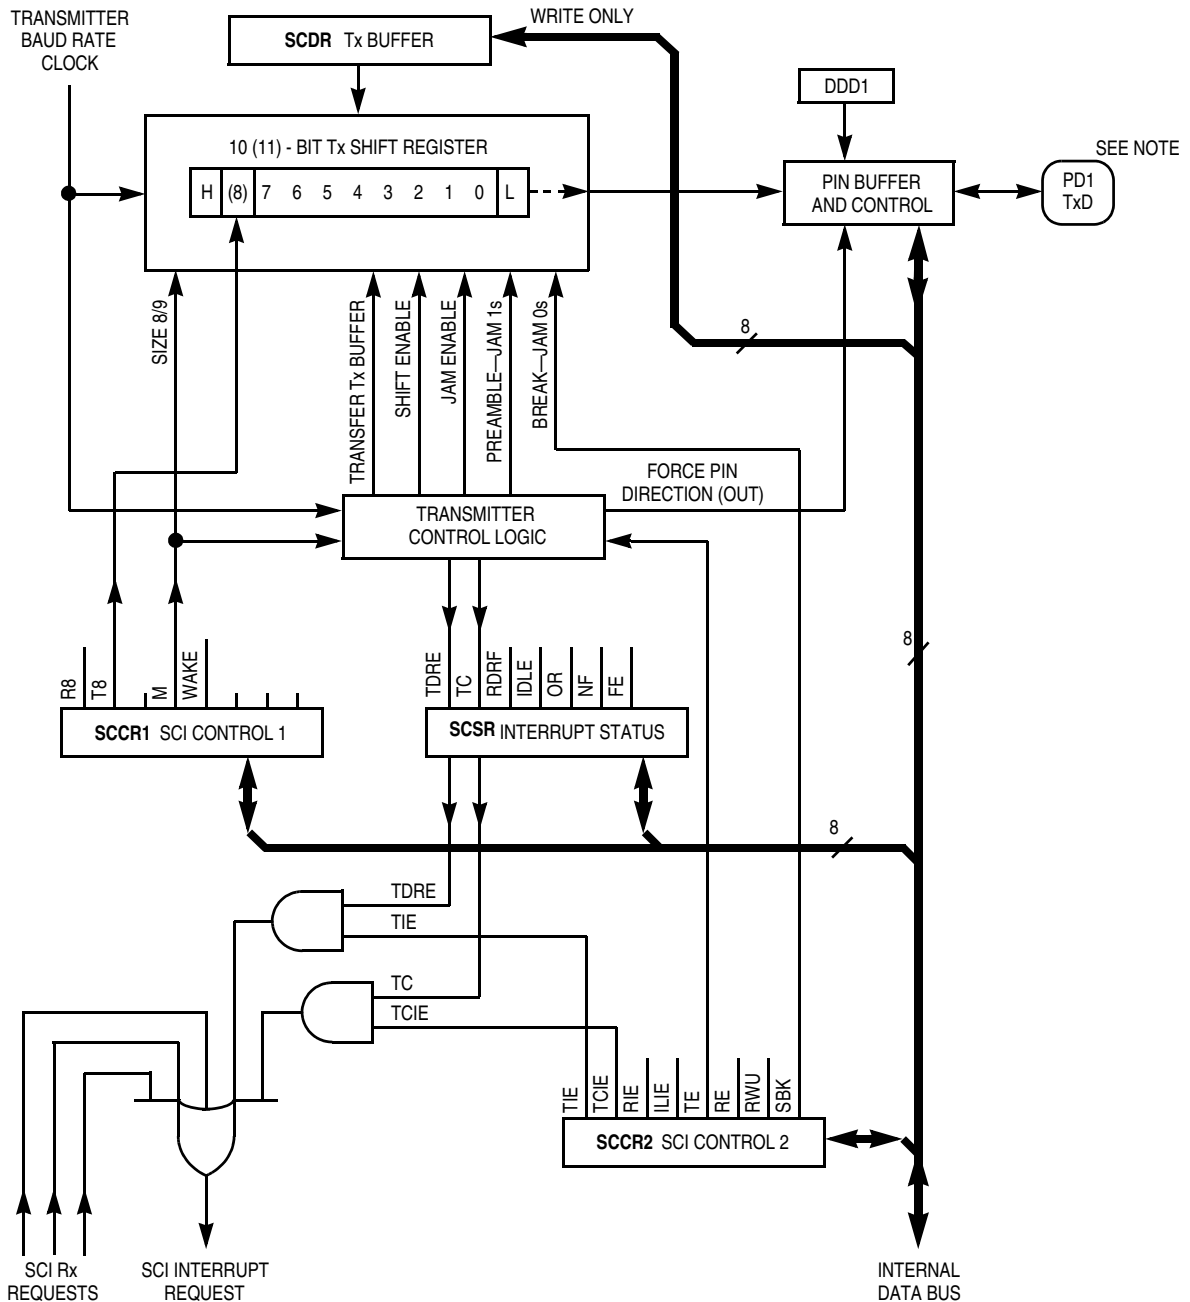 TRANSMITTER
BAUD RATE
CLOCK
SCDR Tx BUFFER
WRITE ONLY
DDD1
10 (11) - BIT Tx SHIFT REGISTER
H (8) 7 6 5 4 3 2 1 0 L
PIN BUFFER
AND CONTROL
SEE NOTE
PD1
TxD
SIZE 8/9
TRANSFER Tx BUFFER
SHIFT ENABLE
JAM ENABLE
PREAMBLE—JAM 1s
BREAK—JAM 0s
8
FORCE PIN
DIRECTION (OUT)
TRANSMITTER
CONTROL LOGIC
8
R8
T8
M
WAKE
SCCR1 SCI CONTROL 1
TDRE
TC
RDRF
IDLE
OR
NF
FE
SCSR INTERRUPT STATUS
8
TDRE
TIE
TC
TCIE
TIE
TCIE
RIE
ILIE
TE
RE
RWU
SBK
SCCR2 SCI CONTROL 2
SCI Rx
REQUESTS
SCI INTERRUPT
REQUEST
INTERNAL
DATA BUS